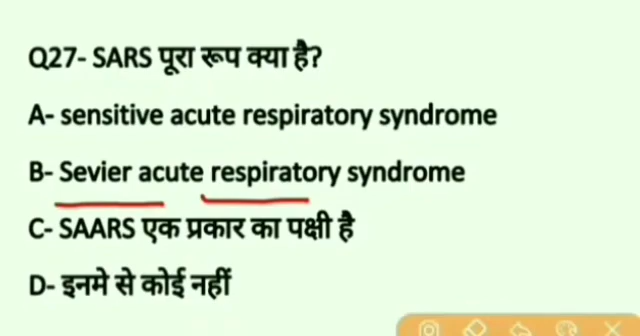 Q27- SARS पूरा रूप क्या है?
A- sensitive acute respiratory syndrome
B- Sevier acute respiratory syndrome
C- SAARS एक प्रकार का पक्षी है
D- इनमे से कोई नहीं